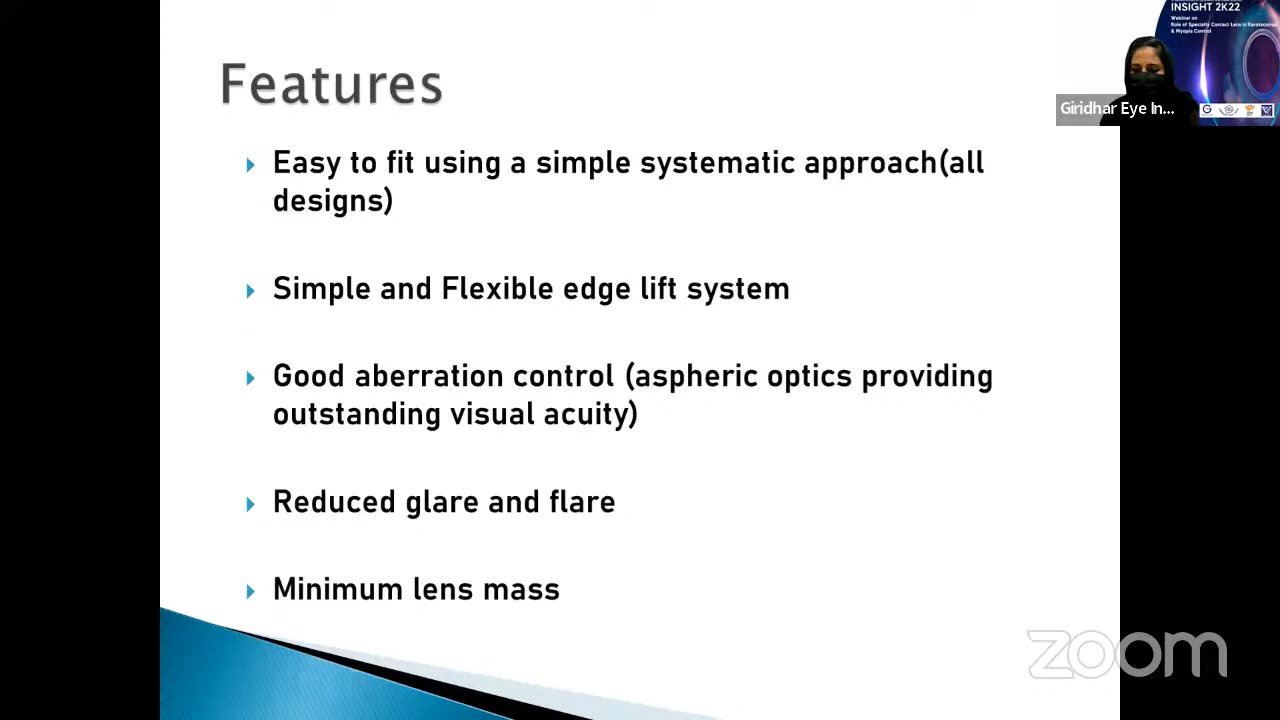 INSIGHT 2K22
Webinar on
Role of Specialty Contact Lens in Keratoconus
& Myopia Control
Giridhar Eye In...
Features
Easy to fit using a simple systematic approach(all
designs)
Simple and Flexible edge lift system
Good aberration control (aspheric optics providing
outstanding visual acuity)
Reduced glare and flare
Minimum lens mass
zoom